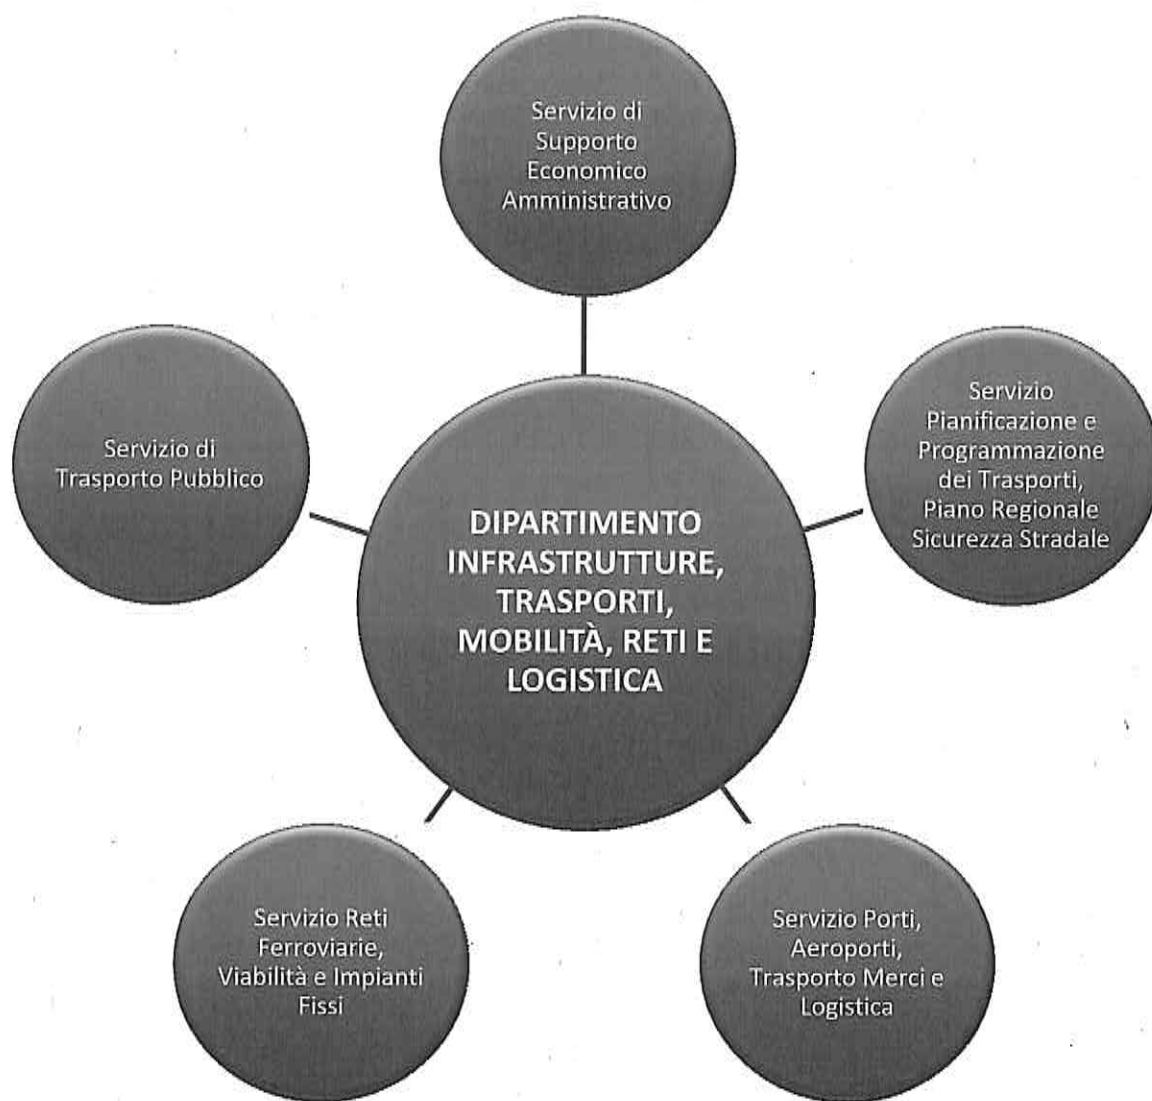 Servizio di
Supporto
Economico
Amministrativo
Servizio di
Trasporto Pubblico
Servizio
Pianificazione e
Programmazione
dei Trasporti,
Piano Regionale
Sicurezza Stradale
DIPARTIMENTO
INFRASTRUTTURE,
TRASPORTI,
MOBILITÀ, RETI E
LOGISTICA
Servizio Reti
Ferroviarie,
Viabilità e Impianti
Fissi
Servizio Porti,
Aeroporti,
Trasporto Merci e
Logistica